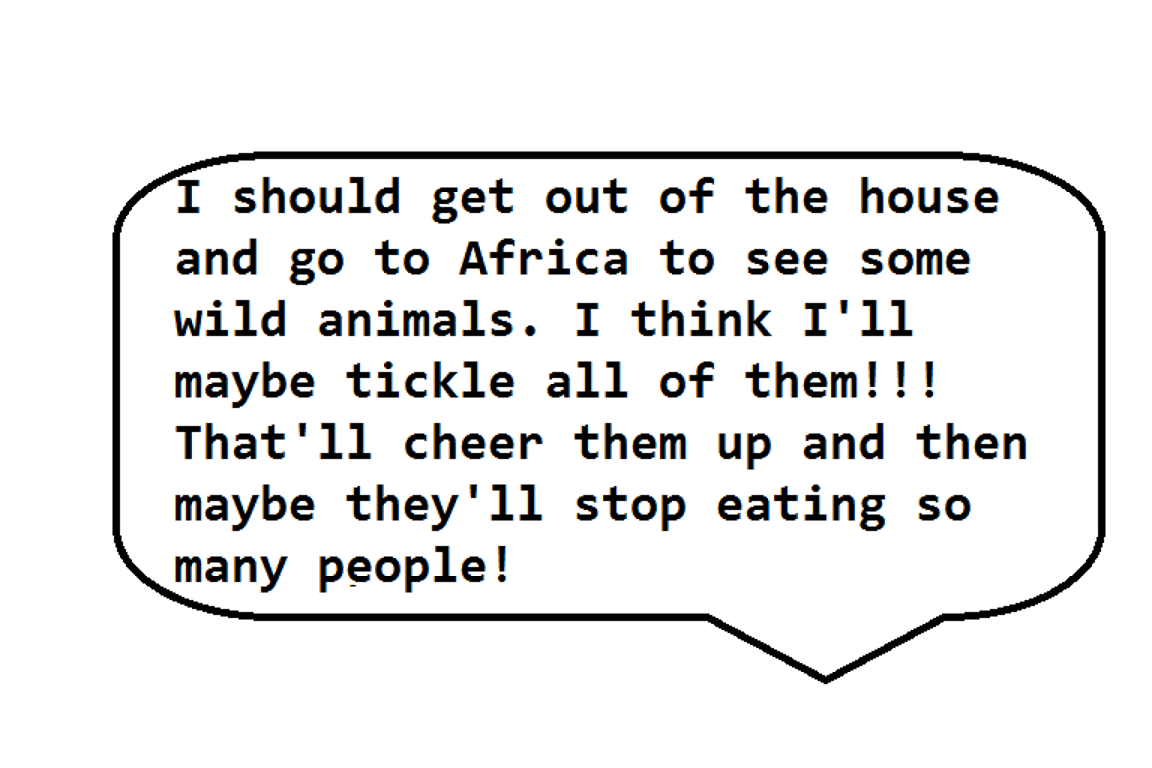 I should get out of the house
and go to Africa to see some
wild animals. I think I'll
maybe tickle all of them!!!
That'll cheer them up and then
maybe they'll stop eating so
many people!